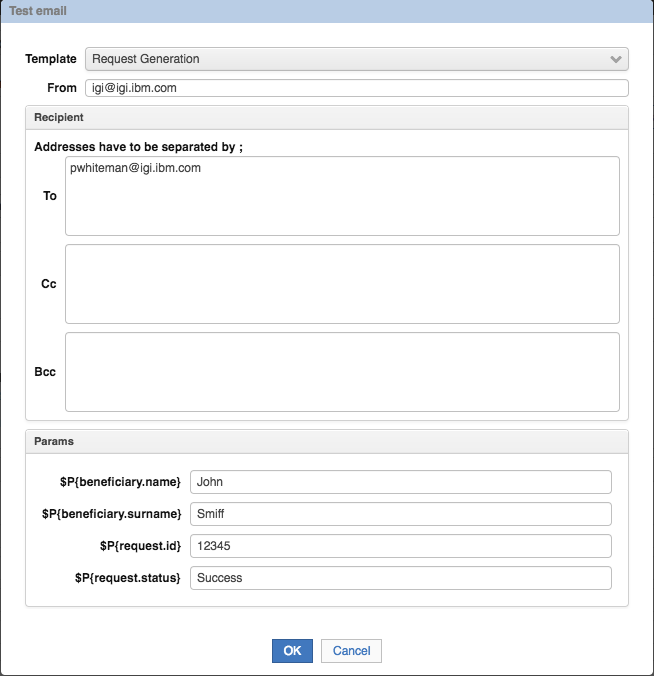 Test email
Template Request Generation
From igi@igi.ibm.com
Recipient
Addresses have to be separated by ;
To pwhiteman@igi.ibm.com
Cc
Bcc
Params
$P{beneficiary.name} John
$P{beneficiary.surname} Smiff
$P{request.id} 12345
$P{request.status} Success
OK Cancel